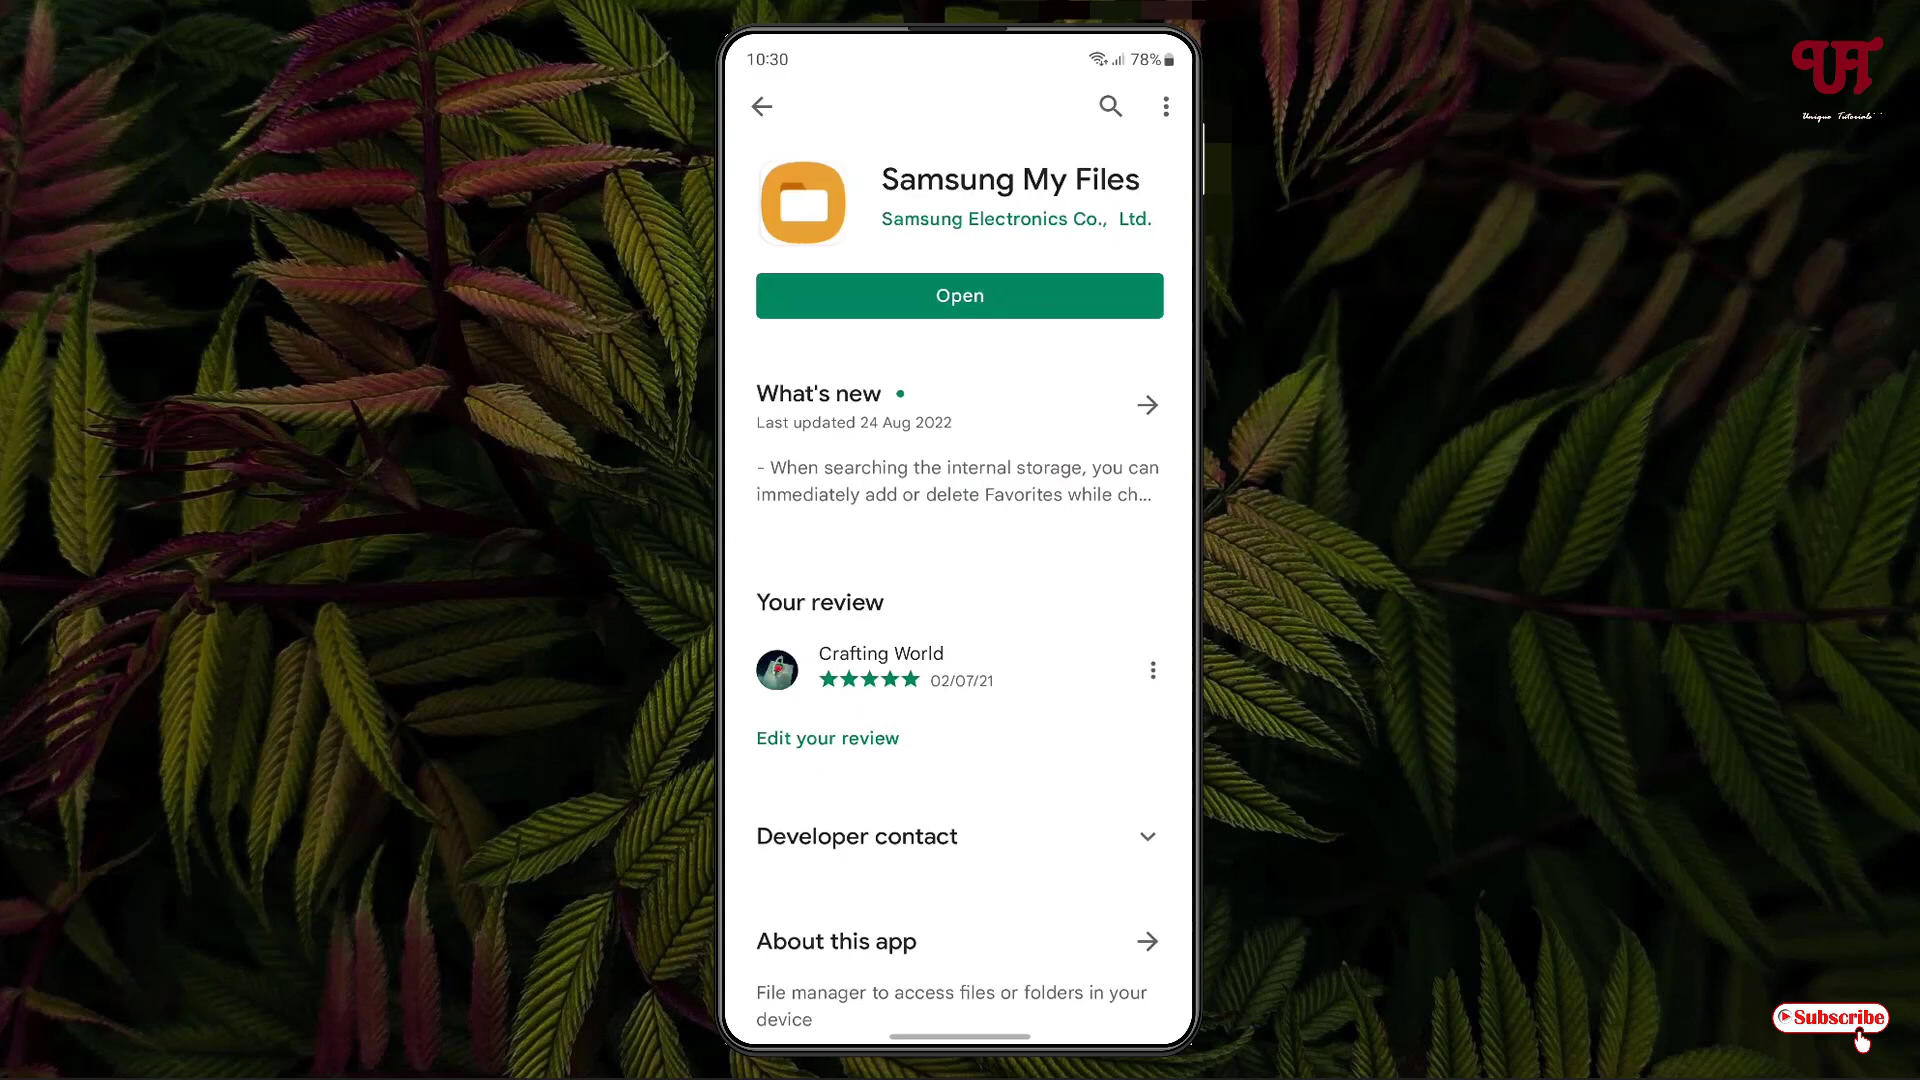 10:30
78%
UT
Unique Tutorials
Samsung My Files
Samsung Electronics Co., Ltd.
Open
What's new
Last updated 24 Aug 2022
- When searching the internal storage, you can
immediately add or delete Favorites while ch...
Your review
Crafting World
02/07/21
Edit your review
Developer contact
About this app
File manager to access files or folders in your
device
Subscribe